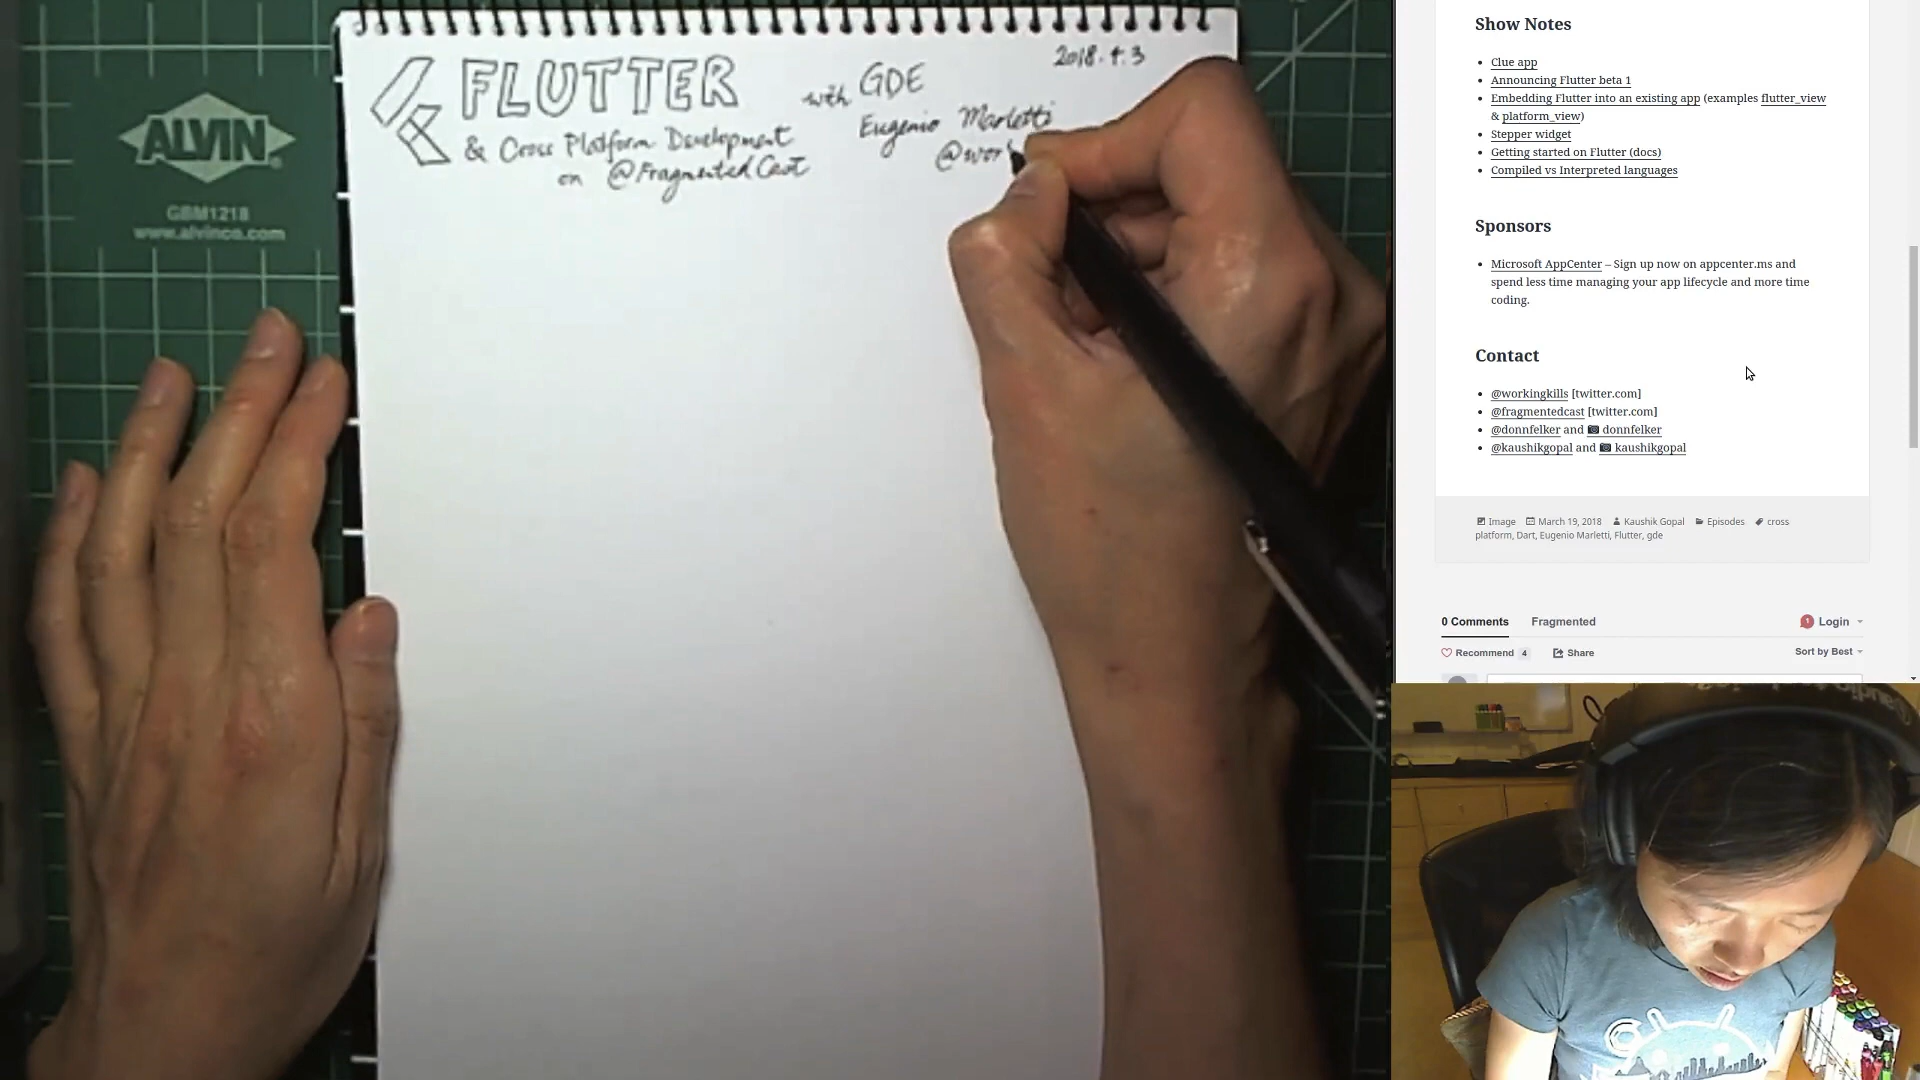 ALVIN
GBM1218
www.alvinco.com
2018.4.3
FLUTTER
with GDE
& Cross Platform Development
Eugenio Marletti
on @FragmentedCast
@work
Show Notes
Clue app
Announcing Flutter beta 1
Embedding Flutter into an existing app (examples flutter_view
& platform_view)
Stepper widget
Getting started on Flutter (docs)
Compiled vs Interpreted languages
Sponsors
Microsoft AppCenter – Sign up now on appcenter.ms and
spend less time managing your app lifecycle and more time
coding.
Contact
@workingkills [twitter.com]
@fragmentedcast [twitter.com]
@donnfelker and donnfelker
@kaushikgopal and kaushikgopal
Image March 19, 2018 Kaushik Gopal Episodes cross
platform, Dart, Eugenio Marletti, Flutter, gde
0 Comments Fragmented 1 Login
Recommend 4 Share Sort by Best